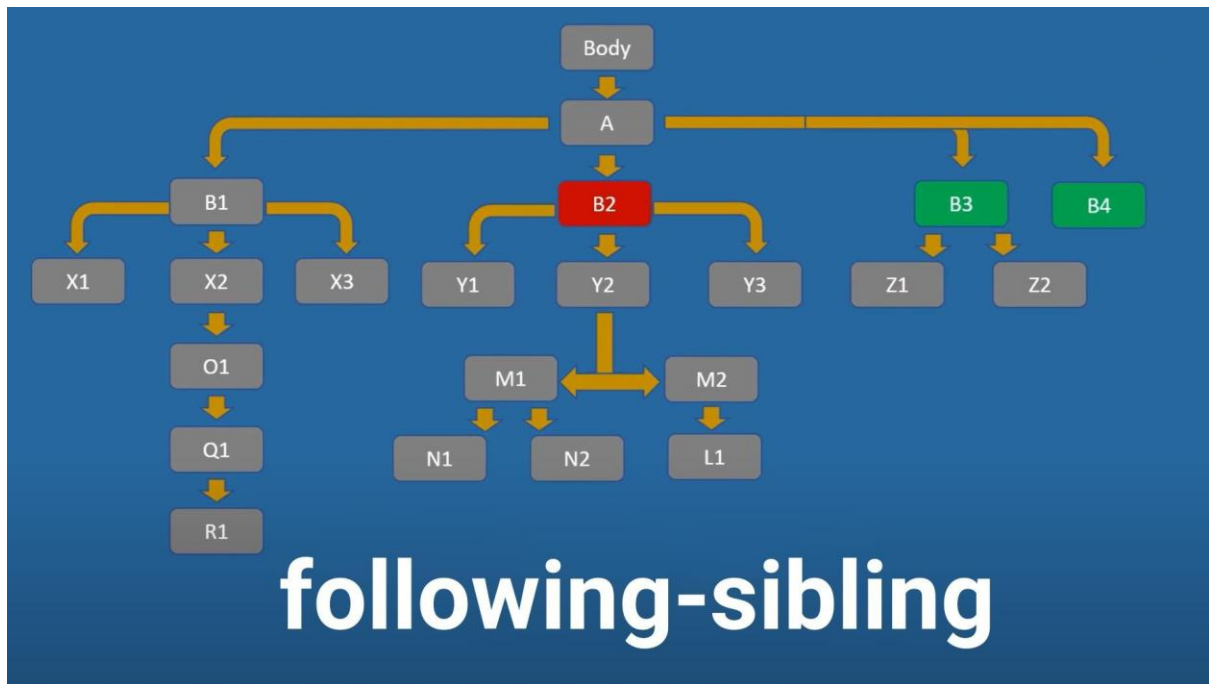 Body
A
B1
B2
B3
B4
X1
X2
X3
Y1
Y2
Y3
Z1
Z2
O1
M1
M2
Q1
N1
N2
L1
R1
following-sibling